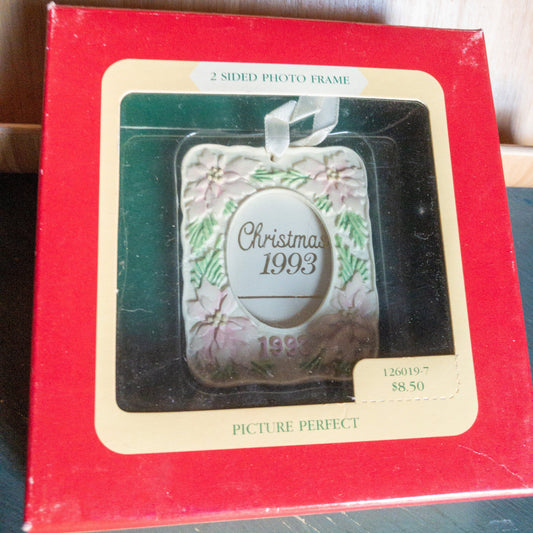 2 SIDED PHOTO FRAME
Christmas
1993
1993
126019-7
$8.50
PICTURE PERFECT